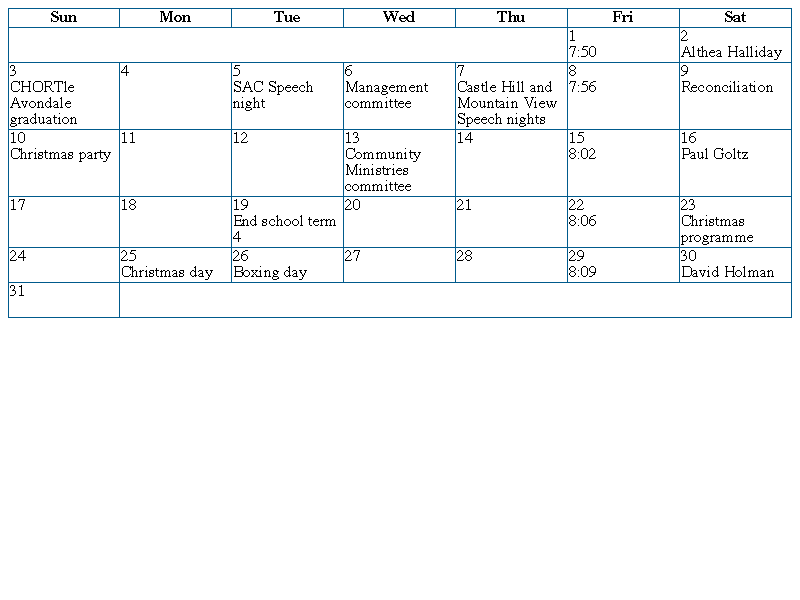 Sun Mon Tue Wed Thu Fri Sat
1
7:50
2
Althea Halliday
3
CHORTle
Avondale
graduation
4
5
SAC Speech
night
6
Management
committee
7
Castle Hill and
Mountain View
Speech nights
8
7:56
9
Reconciliation
10
Christmas party
11
12
13
Community
Ministries
committee
14
15
8:02
16
Paul Goltz
17
18
19
End school term
4
20
21
22
8:06
23
Christmas
programme
24
25
Christmas day
26
Boxing day
27
28
29
8:09
30
David Holman
31